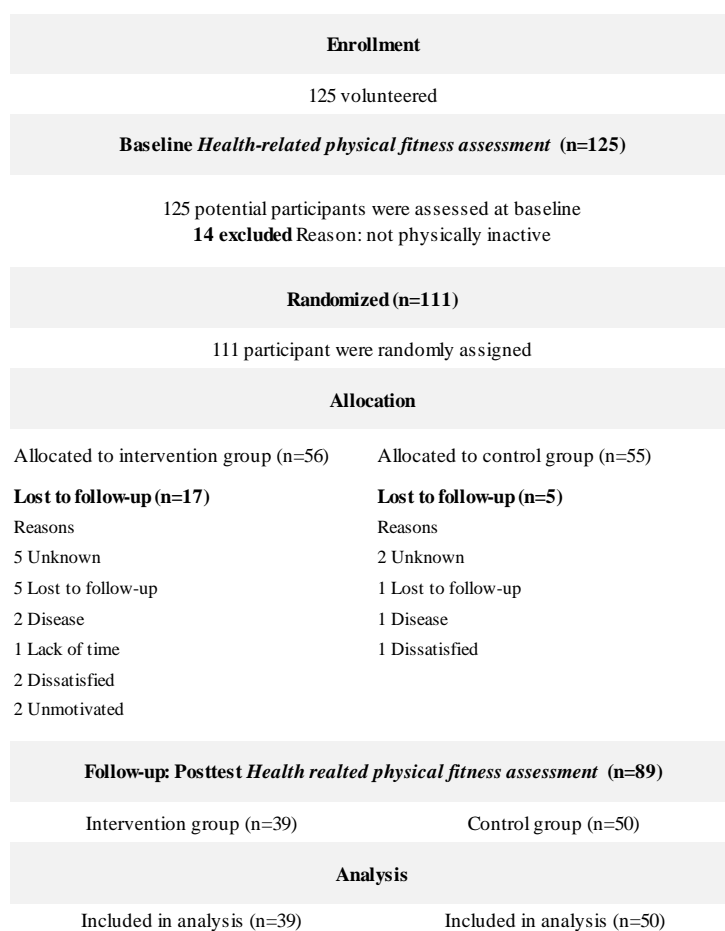 Enrollment
125 volunteered
Baseline Health-related physical fitness assessment (n=125)
125 potential participants were assessed at baseline
14 excluded Reason: not physically inactive
Randomized (n=111)
111 participant were randomly assigned
Allocation
Allocated to intervention group (n=56)
Lost to follow-up (n=17)
Reasons
5 Unknown
5 Lost to follow-up
2 Disease
1 Lack of time
2 Dissatisfied
2 Unmotivated
Allocated to control group (n=55)
Lost to follow-up (n=5)
Reasons
2 Unknown
1 Lost to follow-up
1 Disease
1 Dissatisfied
Follow-up: Posttest Health realted physical fitness assessment (n=89)
Intervention group (n=39)
Control group (n=50)
Analysis
Included in analysis (n=39)
Included in analysis (n=50)